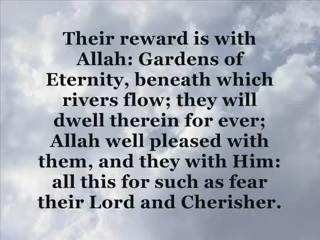 Their reward is with
Allah: Gardens of
Eternity, beneath which
rivers flow; they will
dwell therein for ever;
Allah well pleased with
them, and they with Him:
all this for such as fear
their Lord and Cherisher.